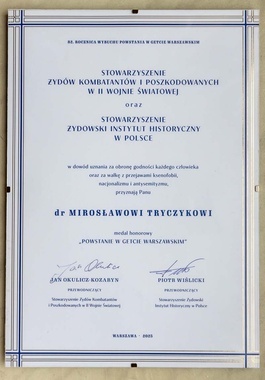 82. ROCZNICA WYBUCHU POWSTANIA W GETCIE WARSZAWSKIM
STOWARZYSZENIE
ŻYDÓW KOMBATANTÓW I POSZKODOWANYCH
W II WOJNIE ŚWIATOWEJ
oraz
STOWARZYSZENIE
ŻYDOWSKI INSTYTUT HISTORYCZNY
W POLSCE
w dowód uznania za obronę godności każdego człowieka
oraz za walkę z przejawami ksenofobii,
nacjonalizmu i antysemityzmu,
przyznają Panu
dr MIROSŁAWOWI TRYCZYKOWI
medal honorowy
„POWSTANIE W GETCIE WARSZAWSKIM”
JAN OKULICZ-KOZARYN
PRZEWODNICZĄCY
Stowarzyszenie Żydów Kombatantów
i Poszkodowanych w II Wojnie Światowej
PIOTR WIŚLICKI
PRZEWODNICZĄCY
Stowarzyszenie Żydowski
Instytut Historyczny w Polsce
WARSZAWA · 2025